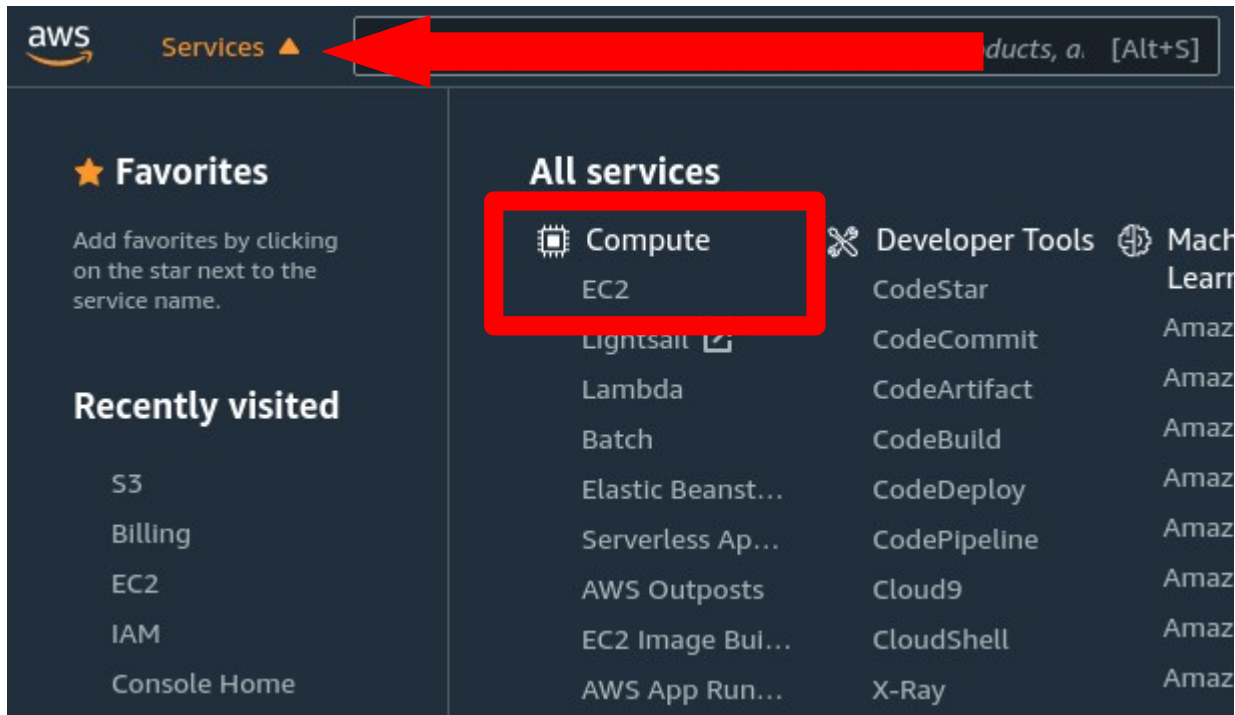 aws
Services
ducts, a. [Alt+S]
Favorites
Add favorites by clicking
on the star next to the
service name.
Recently visited
S3
Billing
EC2
IAM
Console Home
All services
Compute
EC2
Lightsail
Lambda
Batch
Elastic Beanst...
Serverless Ap...
AWS Outposts
EC2 Image Bui...
AWS App Run...
Developer Tools
CodeStar
CodeCommit
CodeArtifact
CodeBuild
CodeDeploy
CodePipeline
Cloud9
CloudShell
X-Ray
Mach
Learn
Amaz
Amaz
Amaz
Amaz
Amaz
Amaz
Amaz
Amaz